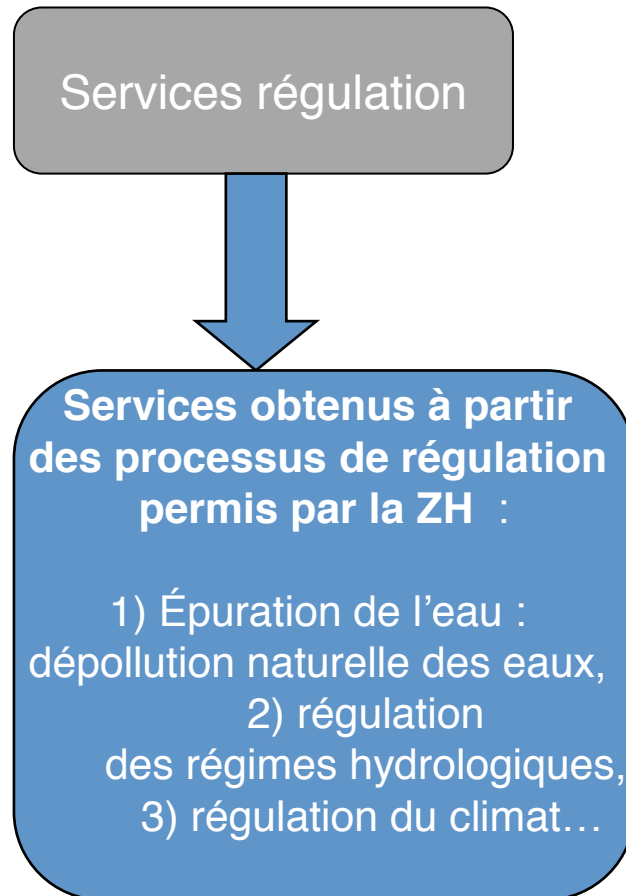 Services régulation
Services obtenus à partir
des processus de régulation
permis par la ZH :
1) Épuration de l’eau :
dépollution naturelle des eaux,
2) régulation
des régimes hydrologiques,
3) régulation du climat…